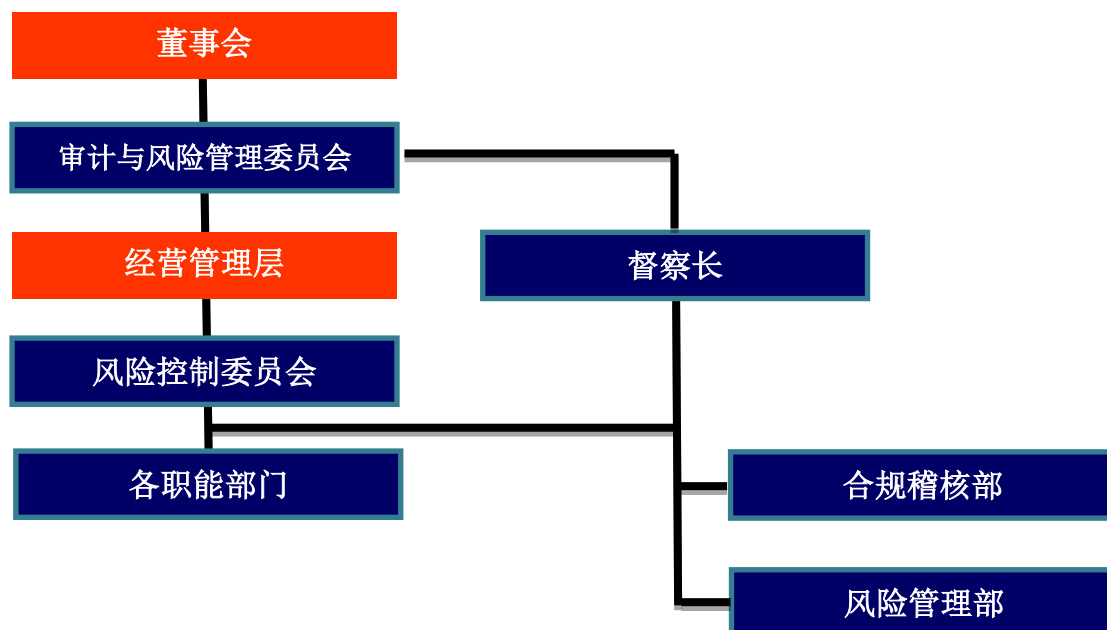 董事会
审计与风险管理委员会
经营管理层
督察长
风险控制委员会
各职能部门
合规稽核部
风险管理部